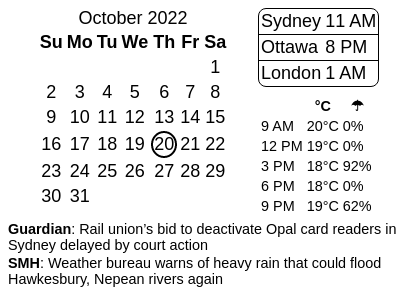 October 2022
Su Mo Tu We Th Fr Sa
1
2 3 4 5 6 7 8
9 10 11 12 13 14 15
16 17 18 19 20 21 22
23 24 25 26 27 28 29
30 31
Sydney 11 AM
Ottawa 8 PM
London 1 AM
°C ☂
9 AM 20°C 0%
12 PM 19°C 0%
3 PM 18°C 92%
6 PM 18°C 0%
9 PM 19°C 62%
Guardian: Rail union’s bid to deactivate Opal card readers in
Sydney delayed by court action
SMH: Weather bureau warns of heavy rain that could flood
Hawkesbury, Nepean rivers again